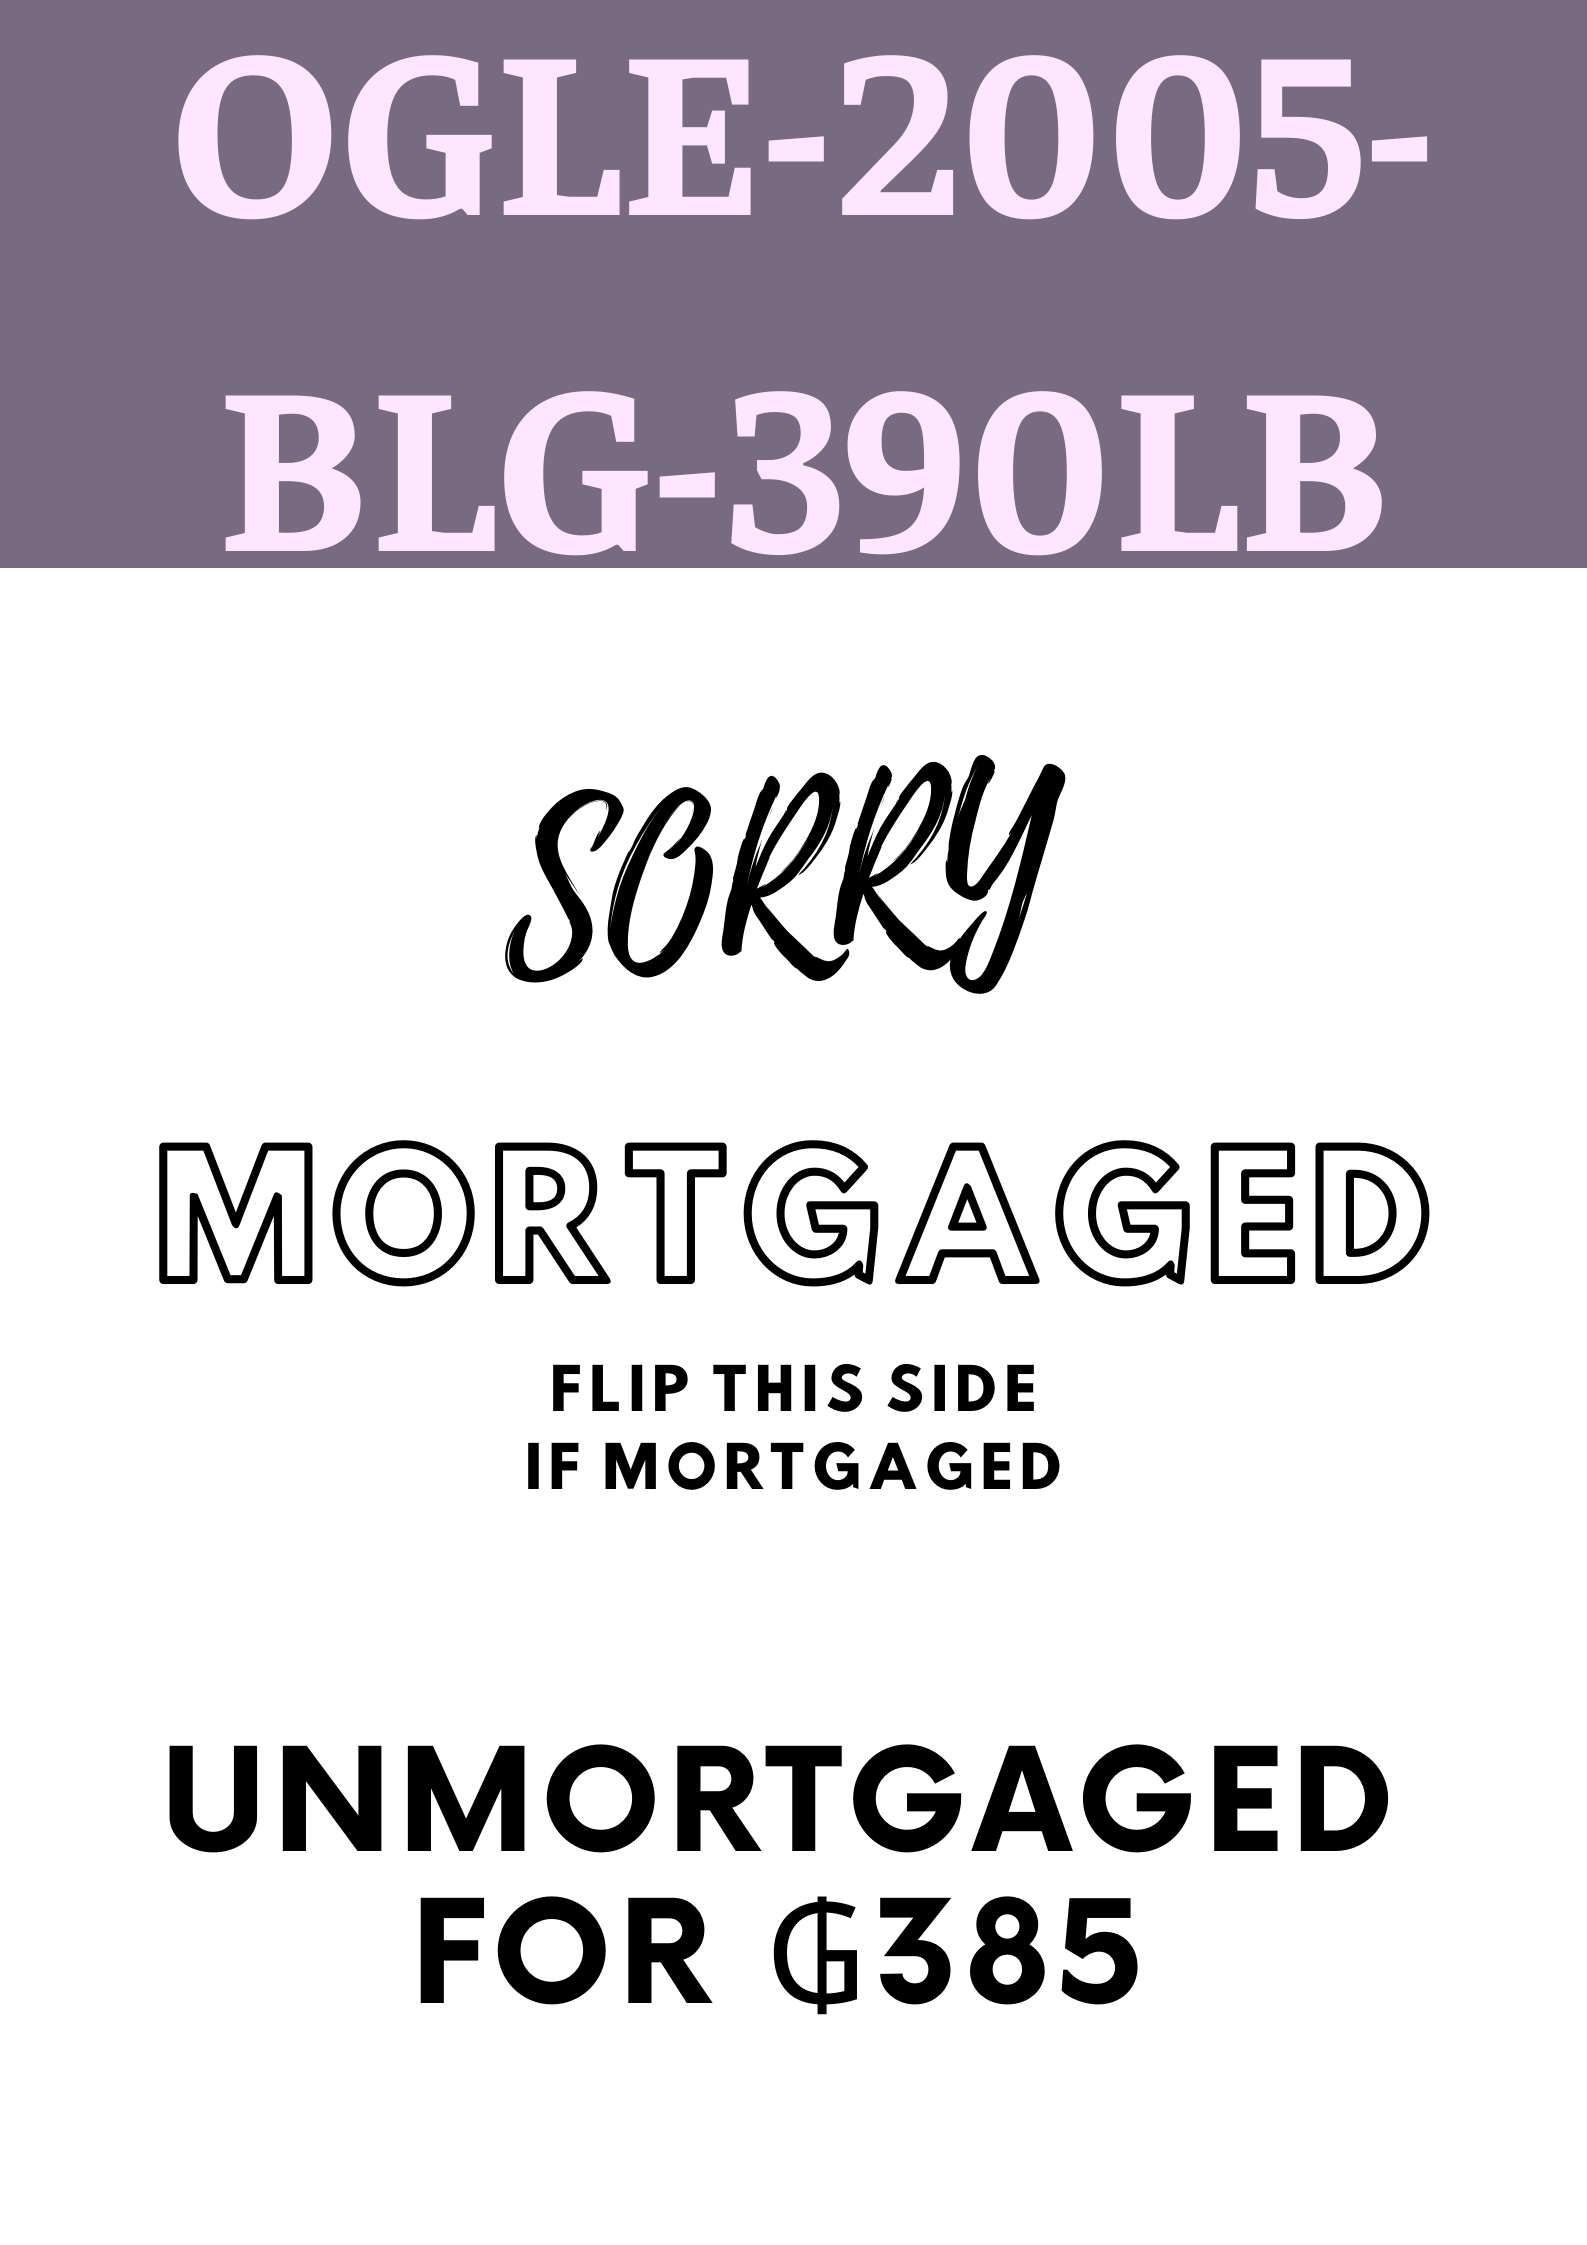 OGLE-2005-
BLG-390LB
SORRY
MORTGAGED
FLIP THIS SIDE
IF MORTGAGED
UNMORTGAGED
FOR ₲385